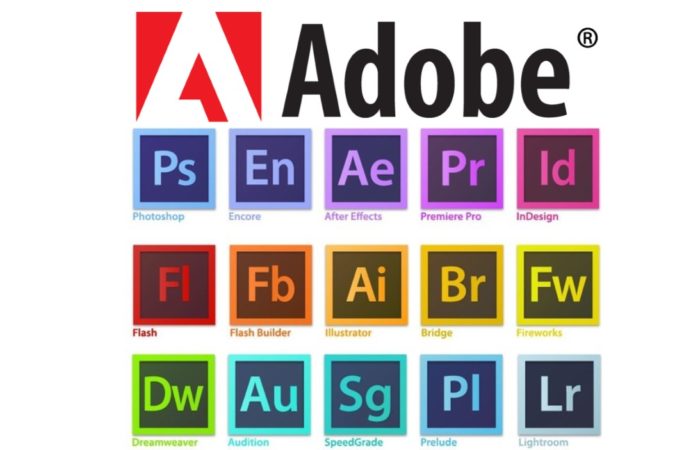 Adobe®
Ps En Ae Pr Id
Photoshop Encore After Effects Premiere Pro InDesign
Fl Fb Ai Br Fw
Flash Flash Builder Illustrator Bridge Fireworks
Dw Au Sg Pl Lr
Dreamweaver Audition SpeedGrade Prelude Lightroom